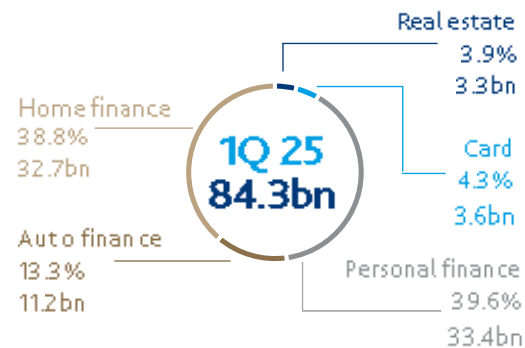 Real estate
3.9%
3.3bn
Home finance
38.8%
32.7bn
1Q 25
84.3bn
Card
4.3%
3.6bn
Auto finance
13.3%
11.2bn
Personal finance
39.6%
33.4bn